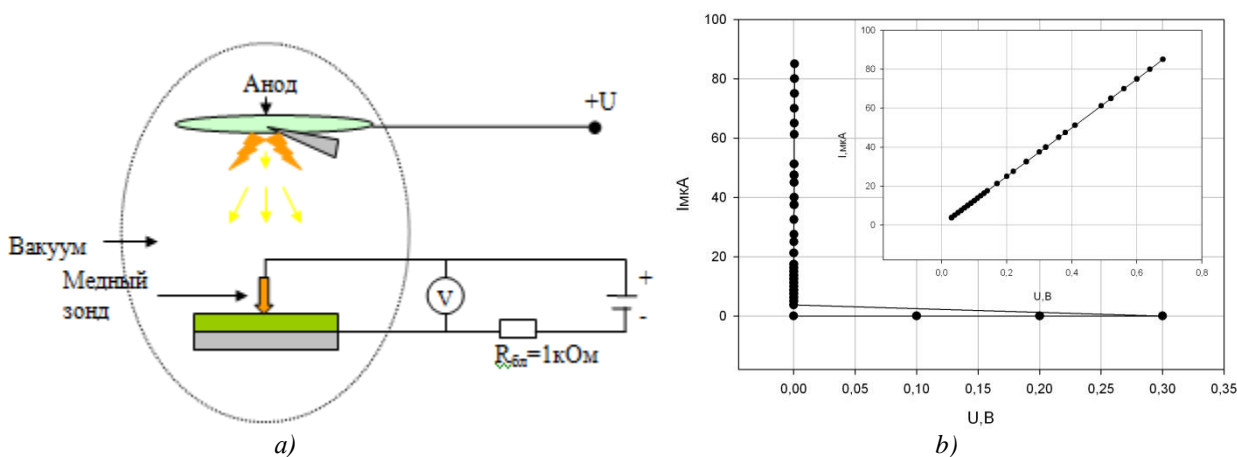 Анод
+U
Вакуум
Медный
зонд
V
+
-
Rбл=1кОм
a)
IмкА
100
80
60
40
20
0
0,00 0,05 0,10 0,15 0,20 0,25 0,30 0,35
U,В
I,мкА
100
80
60
40
20
0
0,0 0,2 0,4 0,6 0,8
U,В
b)